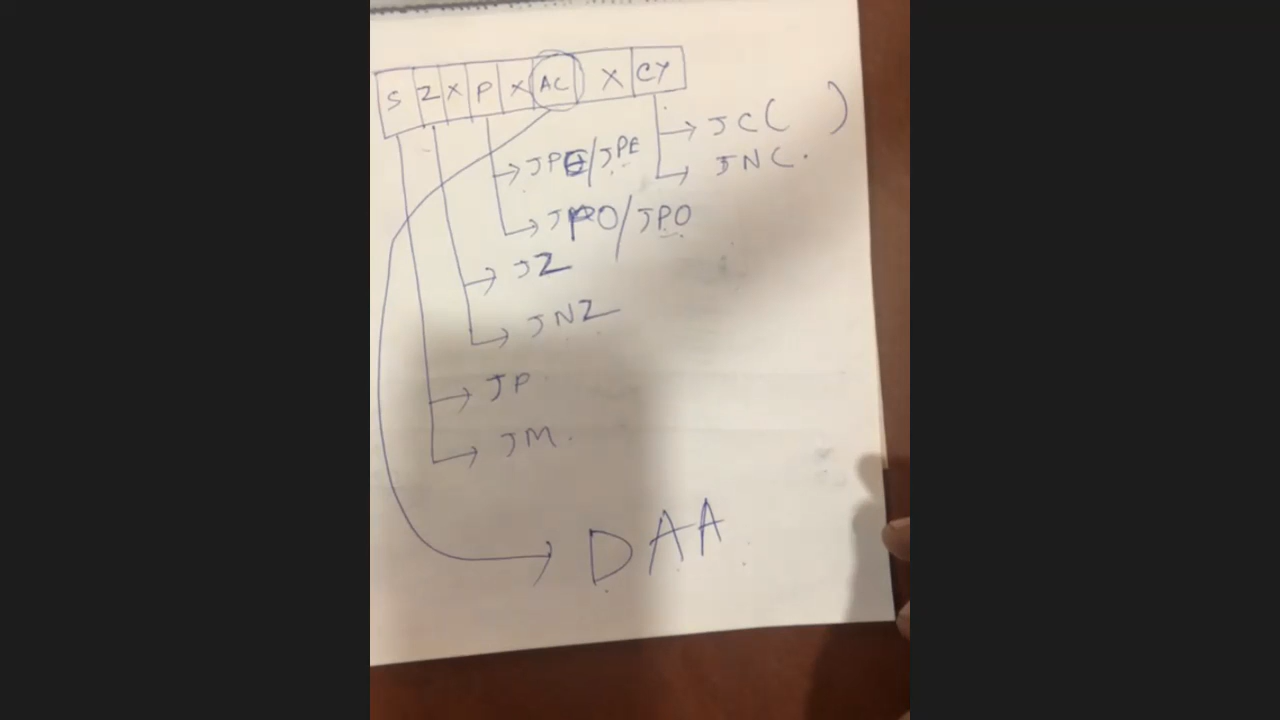 S Z X P X AC X CY
JC ( )
JPE/JPE
JNC.
JPO/JPO
JZ
JNZ
JP
JM.
DAA